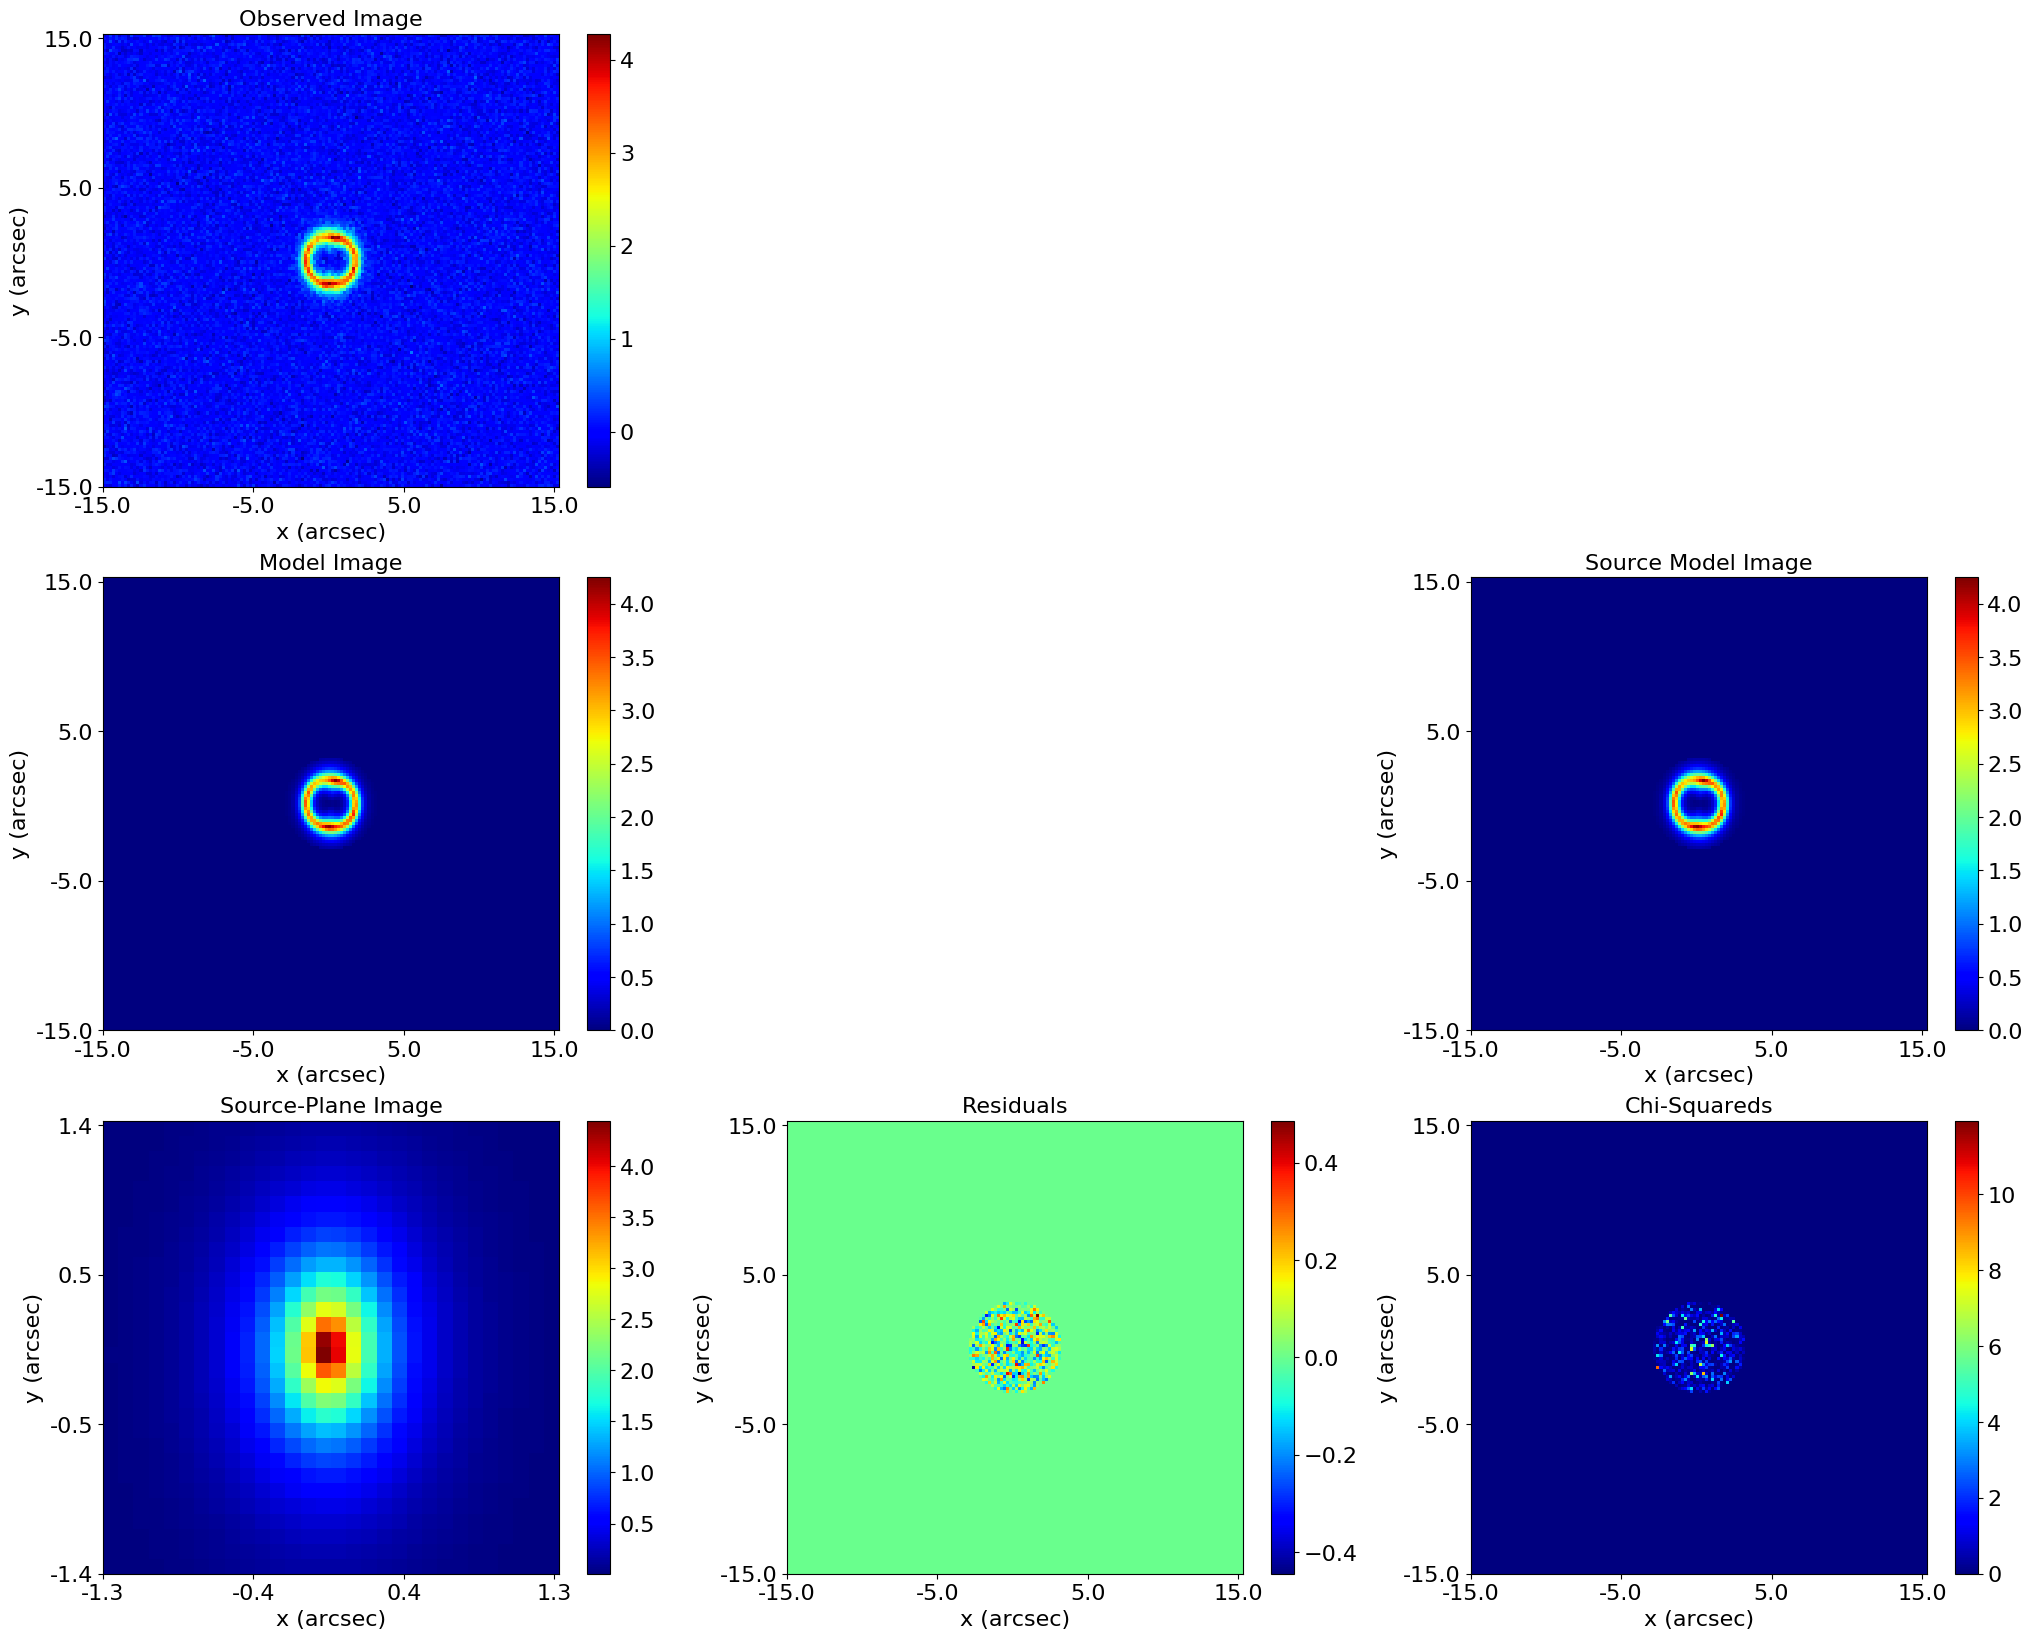 Observed Image
15.0
5.0
-5.0
-15.0
y (arcsec)
-15.0 -5.0 5.0 15.0
x (arcsec)
4
3
2
1
0
Model Image
15.0
5.0
-5.0
-15.0
y (arcsec)
-15.0 -5.0 5.0 15.0
x (arcsec)
4.0
3.5
3.0
2.5
2.0
1.5
1.0
0.5
0.0
Source Model Image
15.0
5.0
-5.0
-15.0
y (arcsec)
-15.0 -5.0 5.0 15.0
x (arcsec)
4.0
3.5
3.0
2.5
2.0
1.5
1.0
0.5
0.0
Source-Plane Image
1.4
0.5
-0.5
-1.4
y (arcsec)
-1.3 -0.4 0.4 1.3
x (arcsec)
4.0
3.5
3.0
2.5
2.0
1.5
1.0
0.5
Residuals
15.0
5.0
-5.0
-15.0
y (arcsec)
-15.0 -5.0 5.0 15.0
x (arcsec)
0.4
0.2
0.0
−0.2
−0.4
Chi-Squareds
15.0
5.0
-5.0
-15.0
y (arcsec)
-15.0 -5.0 5.0 15.0
x (arcsec)
10
8
6
4
2
0